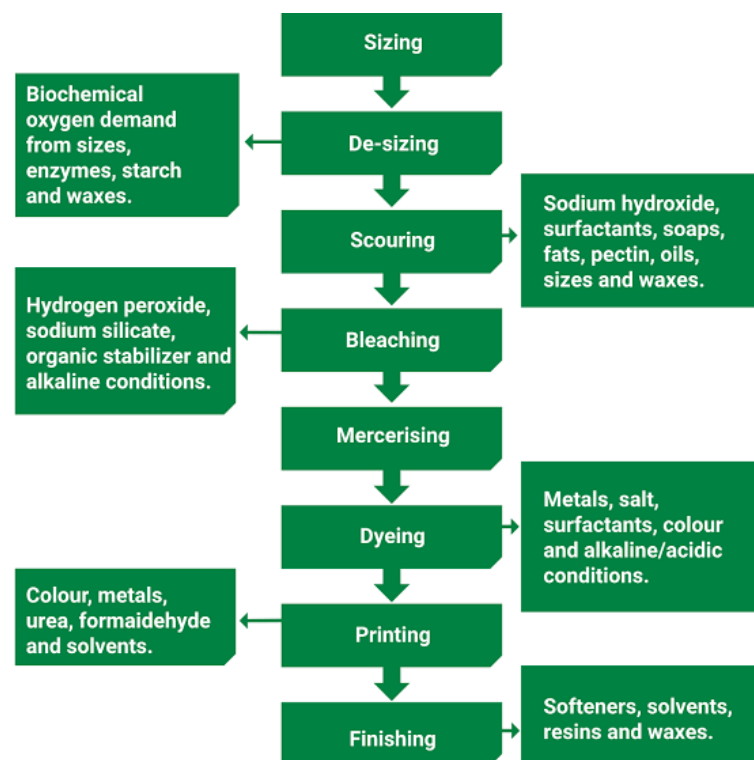 Sizing
Biochemical
oxygen demand
from sizes,
enzymes, starch
and waxes.
De-sizing
Scouring
Sodium hydroxide,
surfactants, soaps,
fats, pectin, oils,
sizes and waxes.
Hydrogen peroxide,
sodium silicate,
organic stabilizer and
alkaline conditions.
Bleaching
Mercerising
Dyeing
Metals, salt,
surfactants, colour
and alkaline/acidic
conditions.
Colour, metals,
urea, formaidehyde
and solvents.
Printing
Finishing
Softeners, solvents,
resins and waxes.